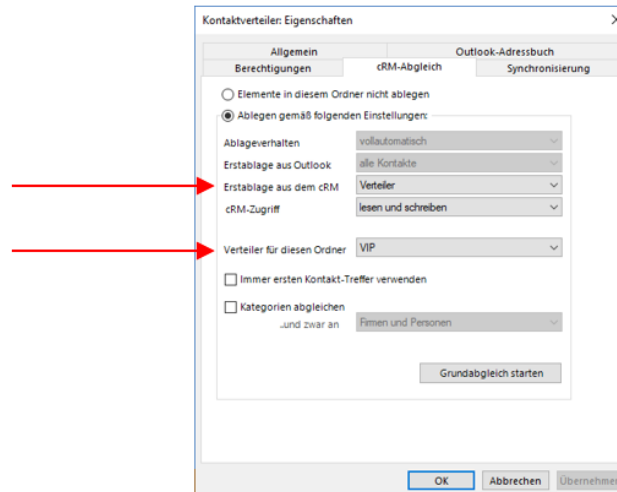 Kontaktverteiler: Eigenschaften
Allgemein Outlook-Adressbuch
Berechtigungen cRM-Abgleich Synchronisierung
Elemente in diesem Ordner nicht ablegen
Ablegen gemäß folgenden Einstellungen:
Ablageverhalten vollautomatisch
Erstablage aus Outlook alle Kontakte
Erstablage aus dem cRM Verteiler
cRM-Zugriff lesen und schreiben
Verteiler für diesen Ordner VIP
Immer ersten Kontakt-Treffer verwenden
Kategorien abgleichen
..und zwar an Firmen und Personen
Grundabgleich starten
OK Abbrechen Übernehmen